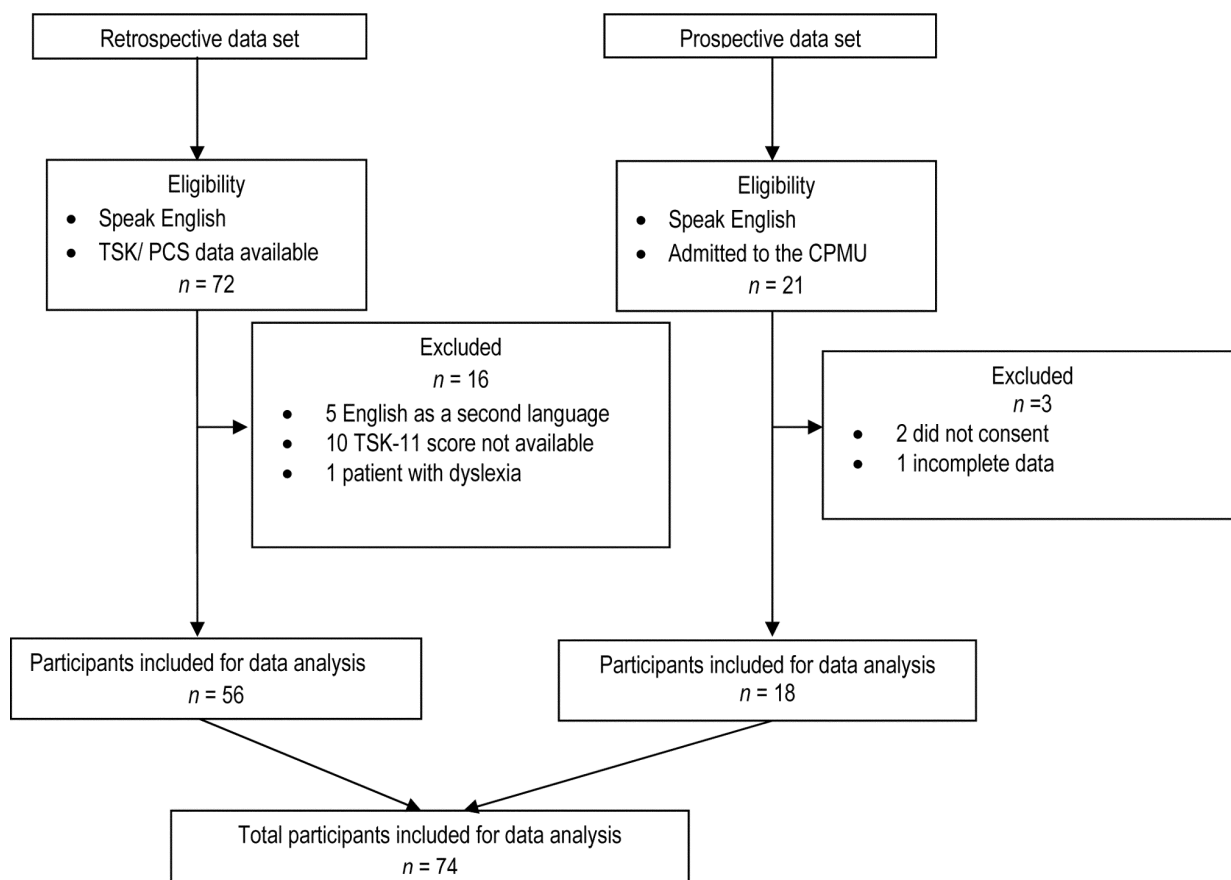 Retrospective data set
Prospective data set
Eligibility
• Speak English
• TSK/ PCS data available
n = 72
Eligibility
• Speak English
• Admitted to the CPMU
n = 21
Excluded
n = 16
• 5 English as a second language
• 10 TSK-11 score not available
• 1 patient with dyslexia
Excluded
n =3
• 2 did not consent
• 1 incomplete data
Participants included for data analysis
n = 56
Participants included for data analysis
n = 18
Total participants included for data analysis
n = 74